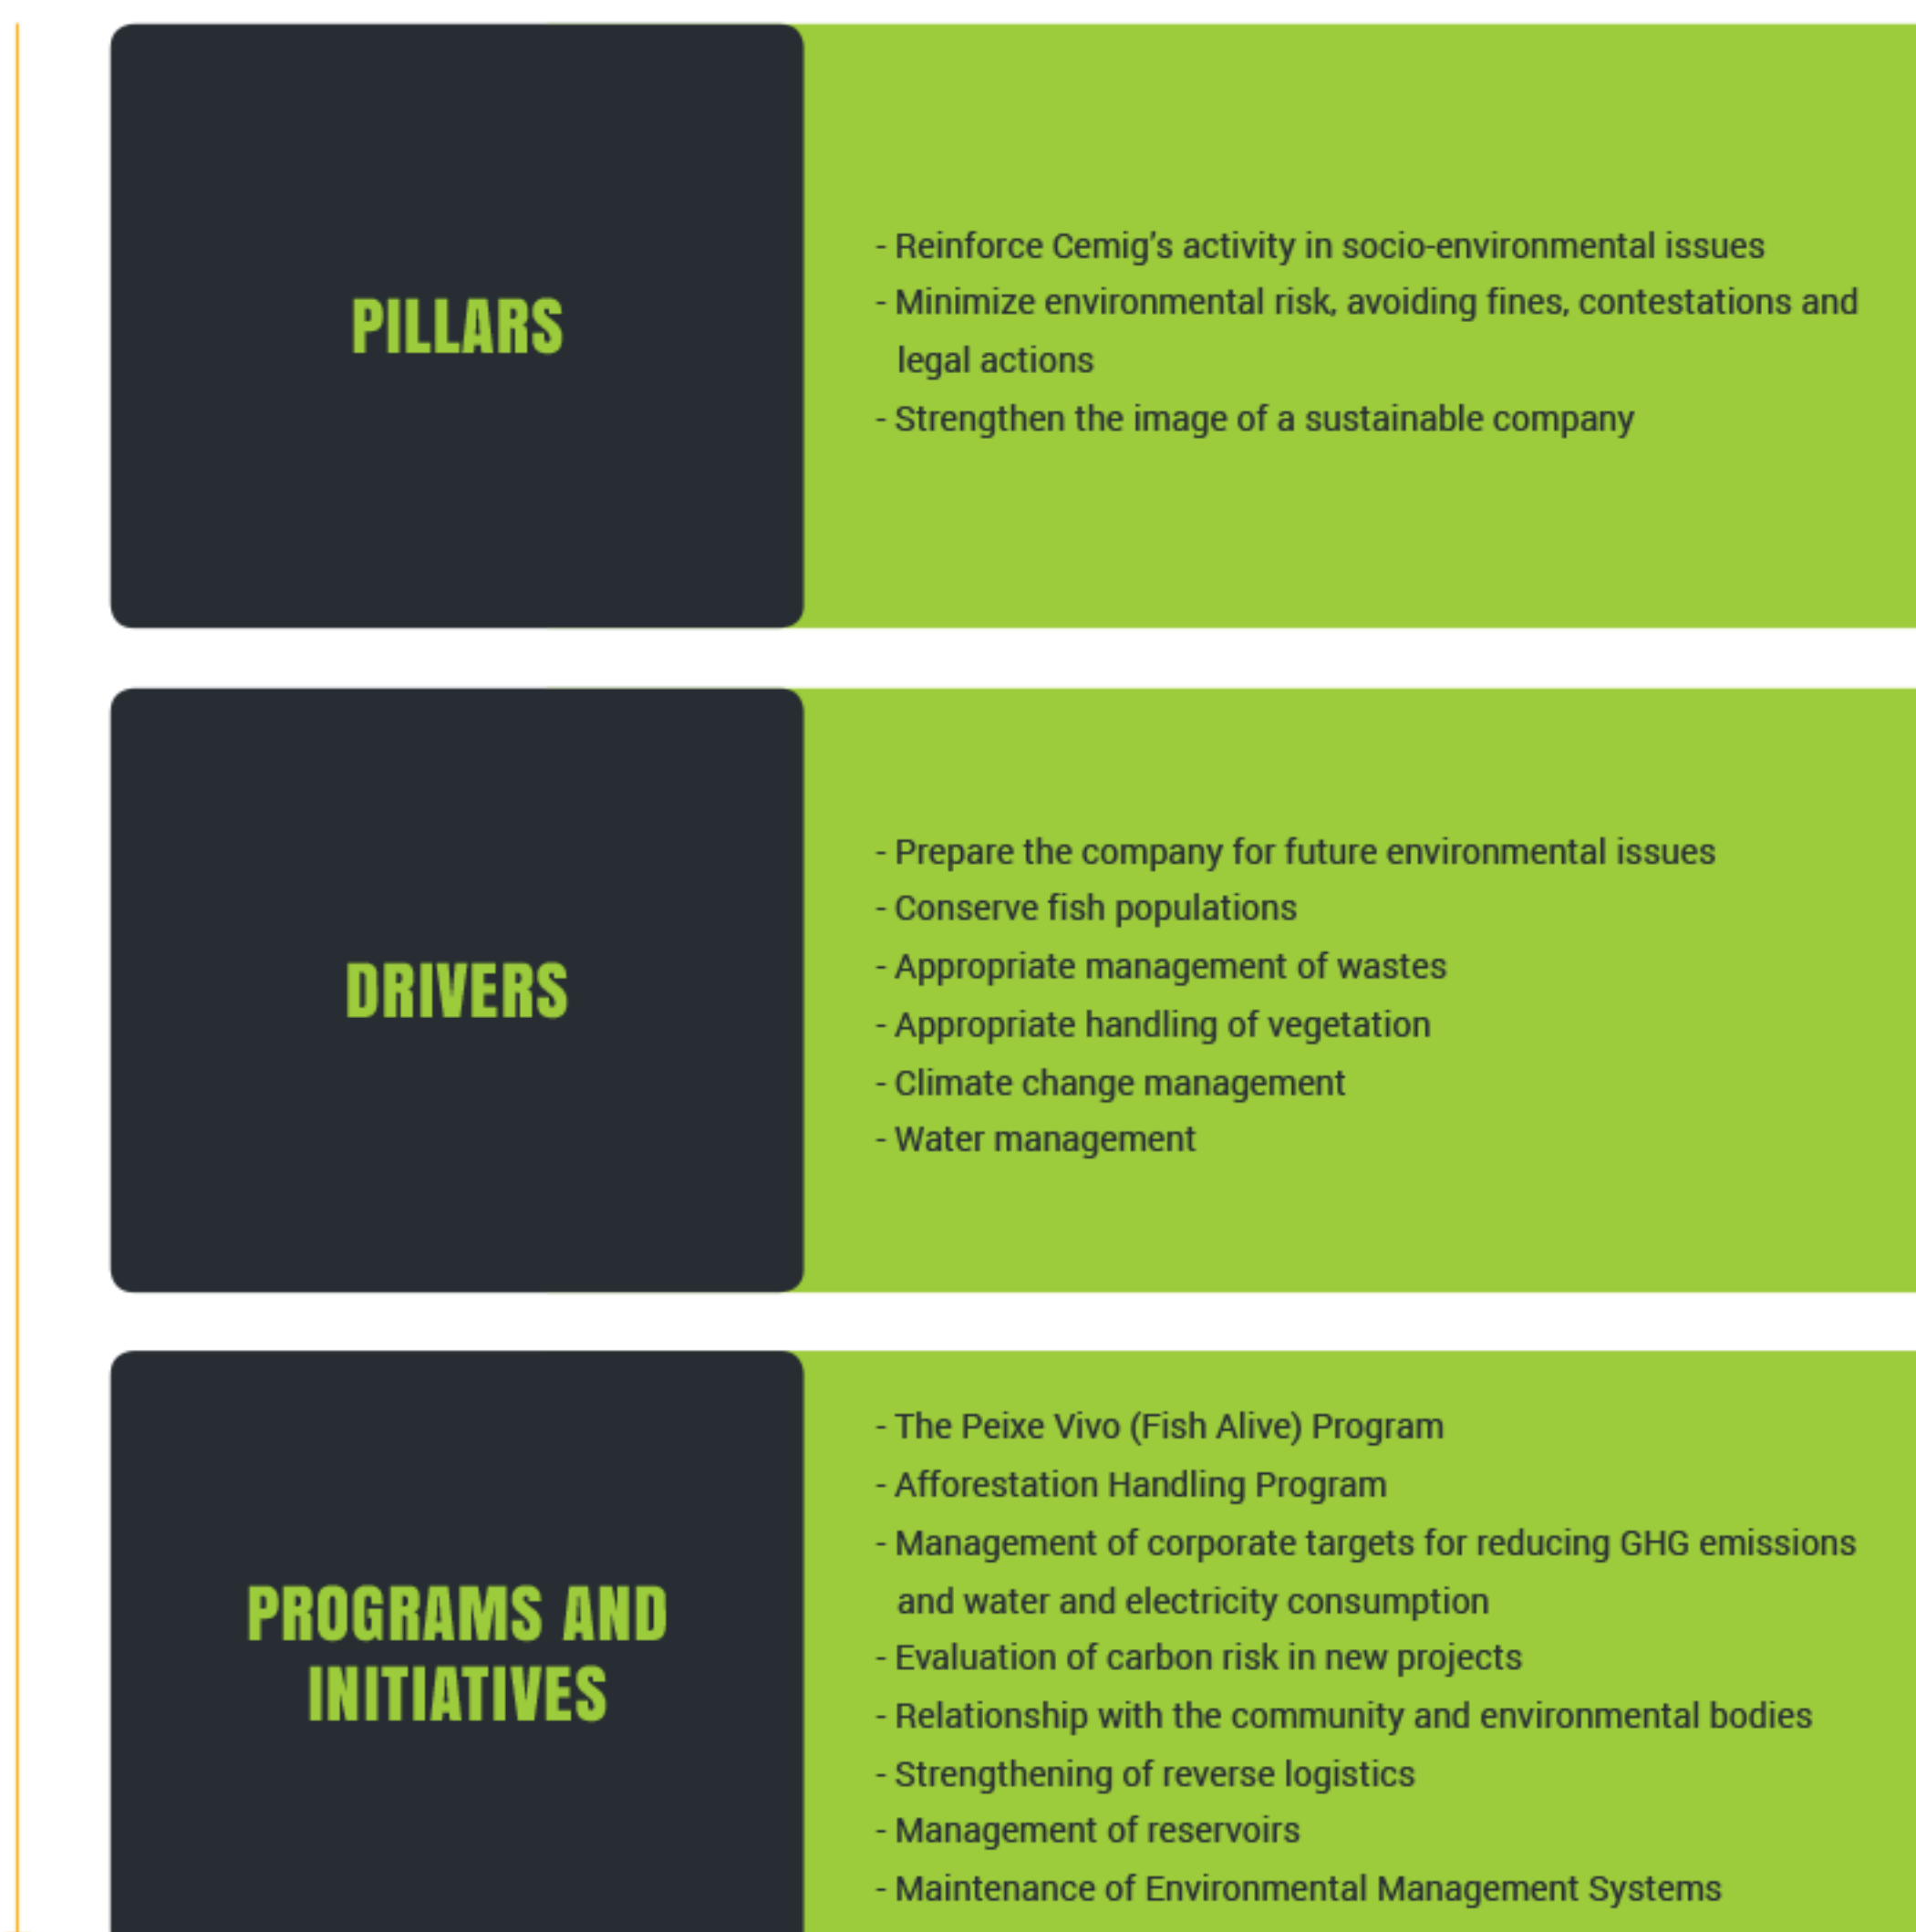 PILLARS
- Reinforce Cemig's activity in socio-environmental issues
- Minimize environmental risk, avoiding fines, contestations and
legal actions
- Strengthen the image of a sustainable company
DRIVERS
- Prepare the company for future environmental issues
- Conserve fish populations
- Appropriate management of wastes
- Appropriate handling of vegetation
- Climate change management
- Water management
PROGRAMS AND
INITIATIVES
- The Peixe Vivo (Fish Alive) Program
- Afforestation Handling Program
- Management of corporate targets for reducing GHG emissions
and water and electricity consumption
- Evaluation of carbon risk in new projects
- Relationship with the community and environmental bodies
- Strengthening of reverse logistics
- Management of reservoirs
- Maintenance of Environmental Management Systems